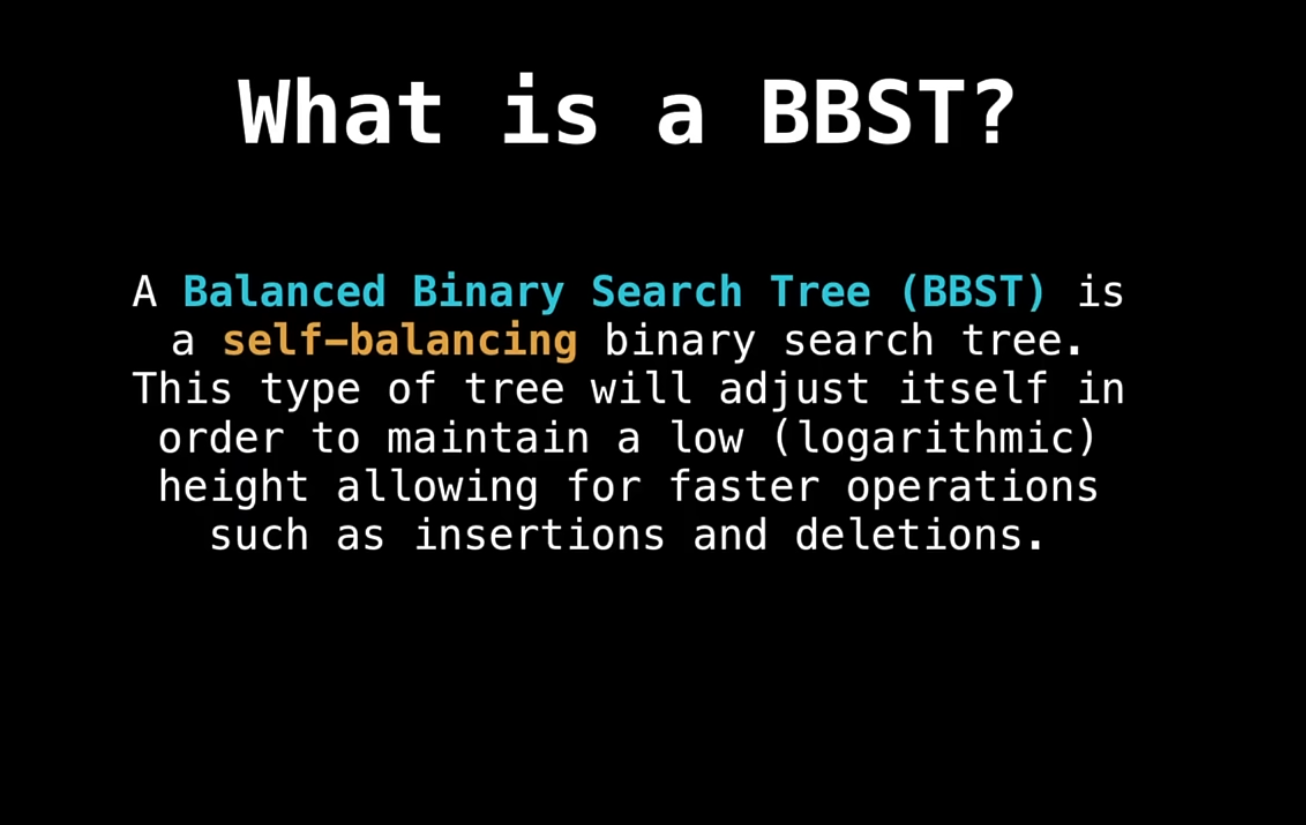 What is a BBST?
A Balanced Binary Search Tree (BBST) is
a self-balancing binary search tree.
This type of tree will adjust itself in
order to maintain a low (logarithmic)
height allowing for faster operations
such as insertions and deletions.